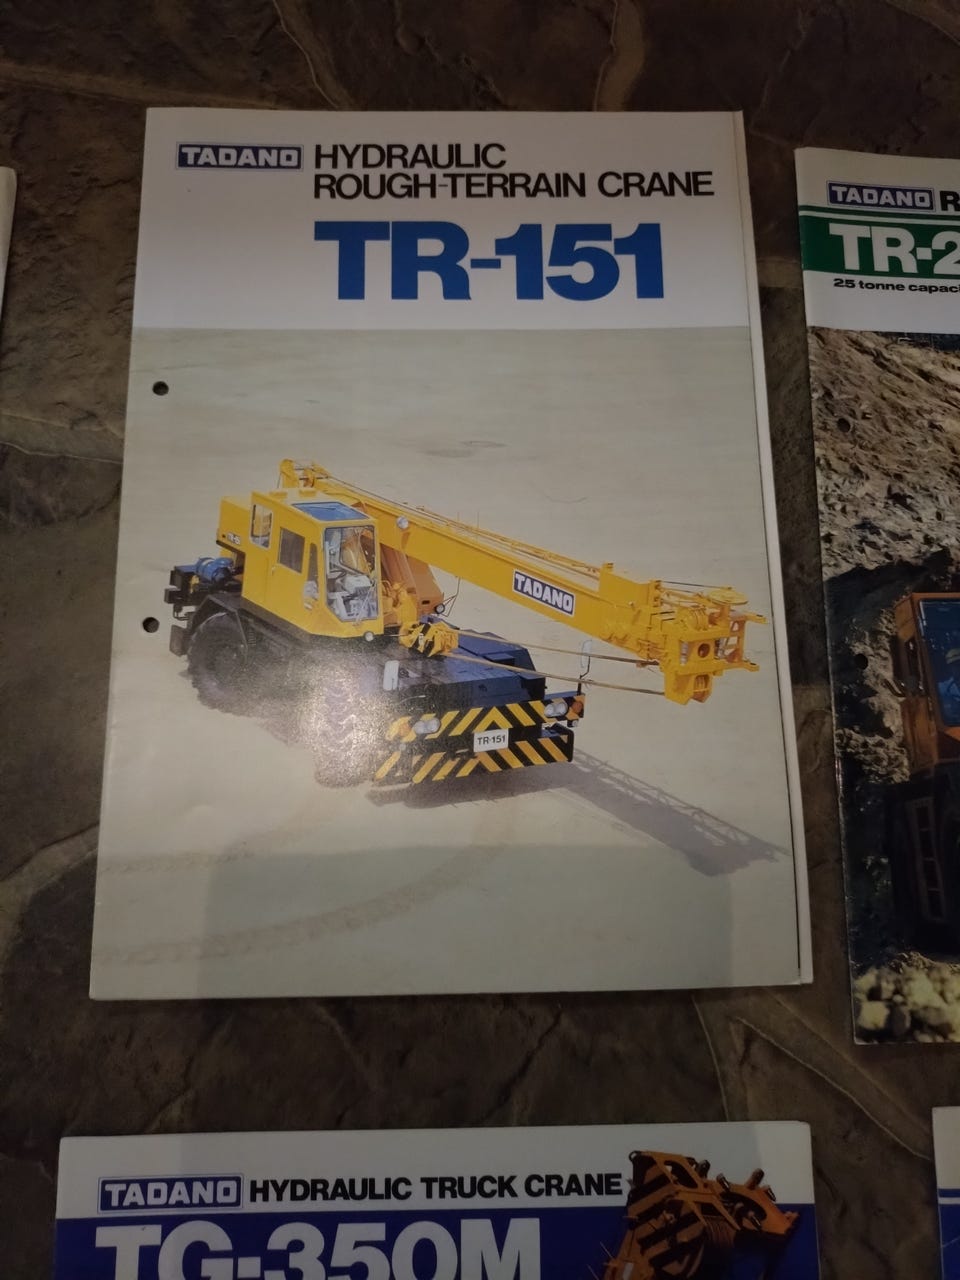 TADANO
HYDRAULIC
ROUGH-TERRAIN CRANE
TR-151
TADANO
TR-151
TADANO
TR-2
25 tonne capac
TADANO HYDRAULIC TRUCK CRANE
TG-350M